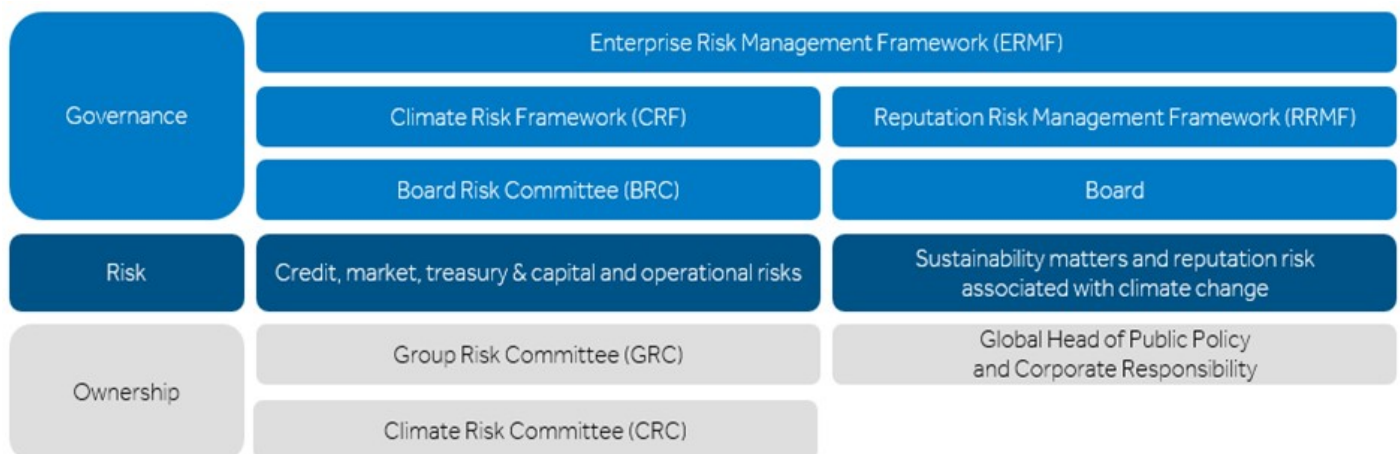 Governance
Enterprise Risk Management Framework (ERMF)
Climate Risk Framework (CRF)
Reputation Risk Management Framework (RRMF)
Board Risk Committee (BRC)
Board
Risk
Credit, market, treasury & capital and operational risks
Sustainability matters and reputation risk
associated with climate change
Ownership
Group Risk Committee (GRC)
Global Head of Public Policy
and Corporate Responsibility
Climate Risk Committee (CRC)